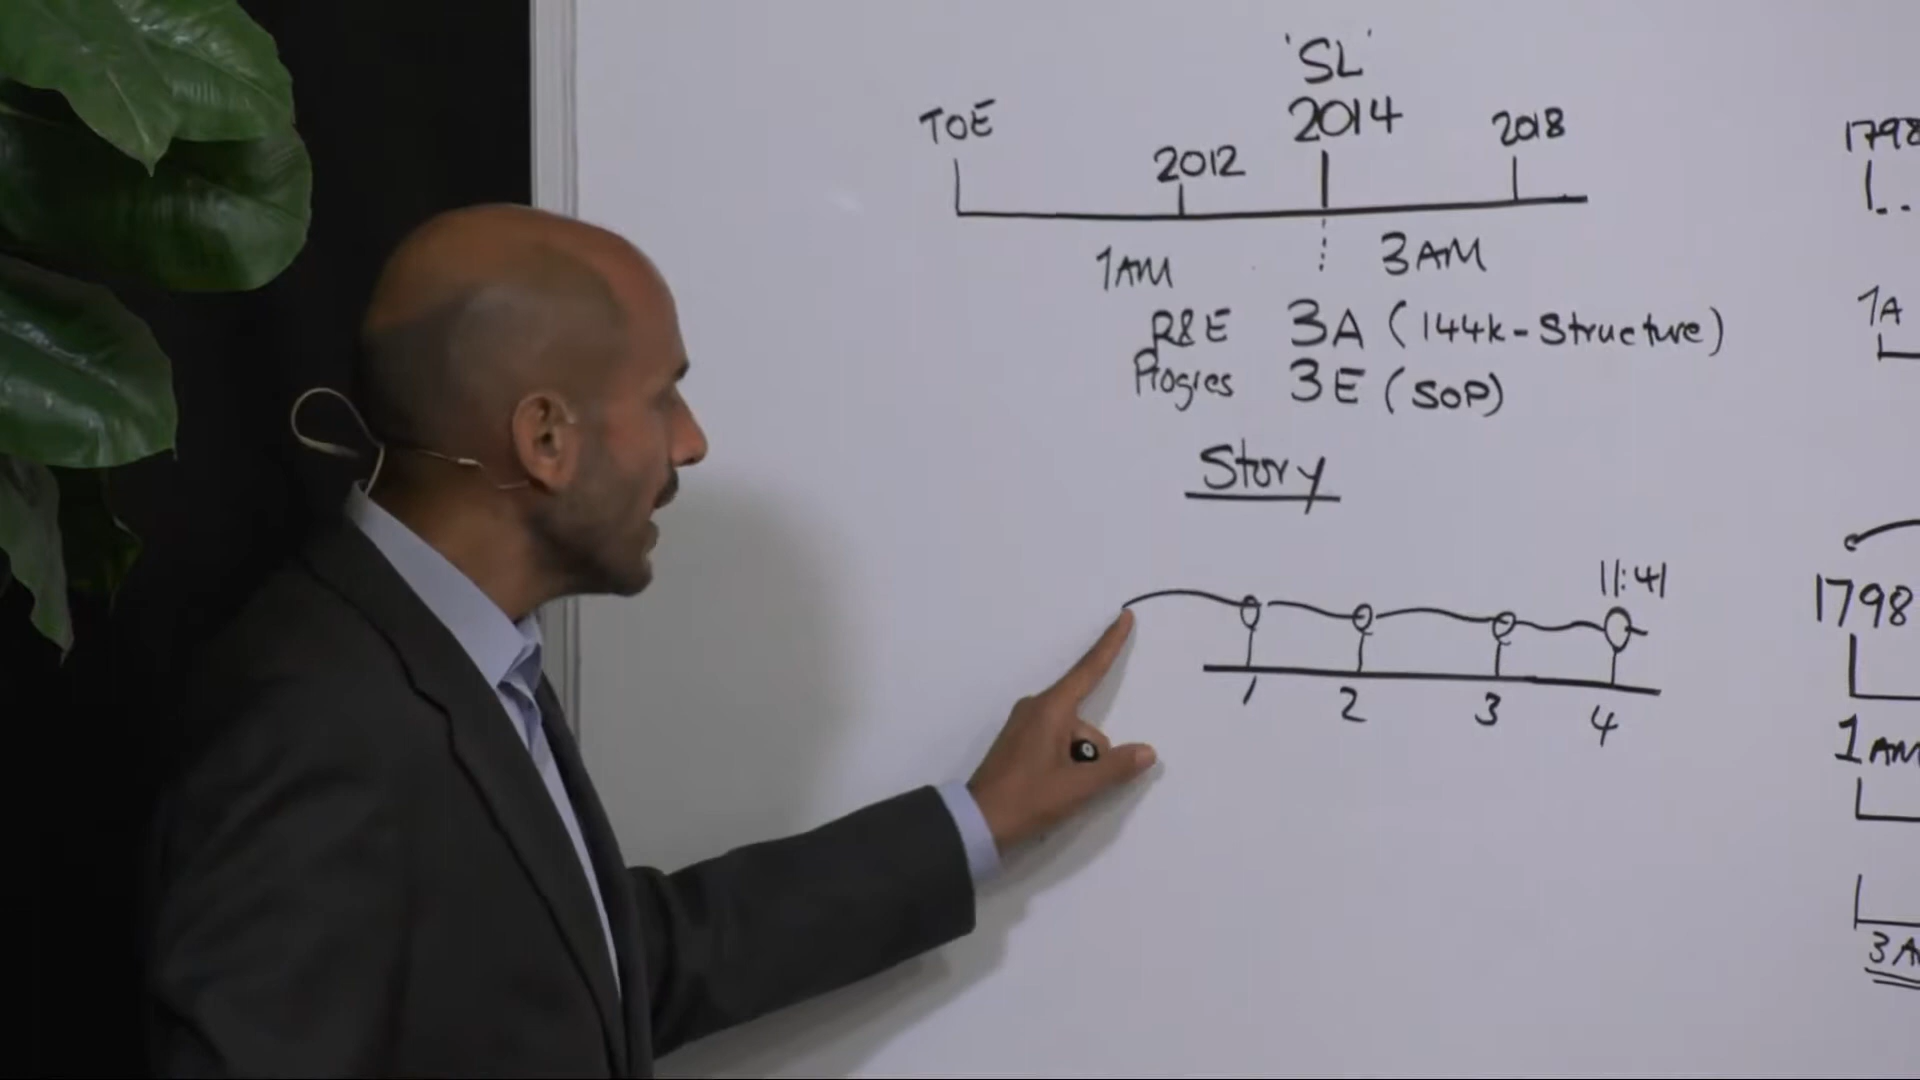 'SL'
TOE 2012 2014 2018
1AM 3AM
R&E 3A (144k-Structure)
Progres 3E (SOP)
Story
11:41
1 2 3 4
1798
1A
1798
1AM
3A